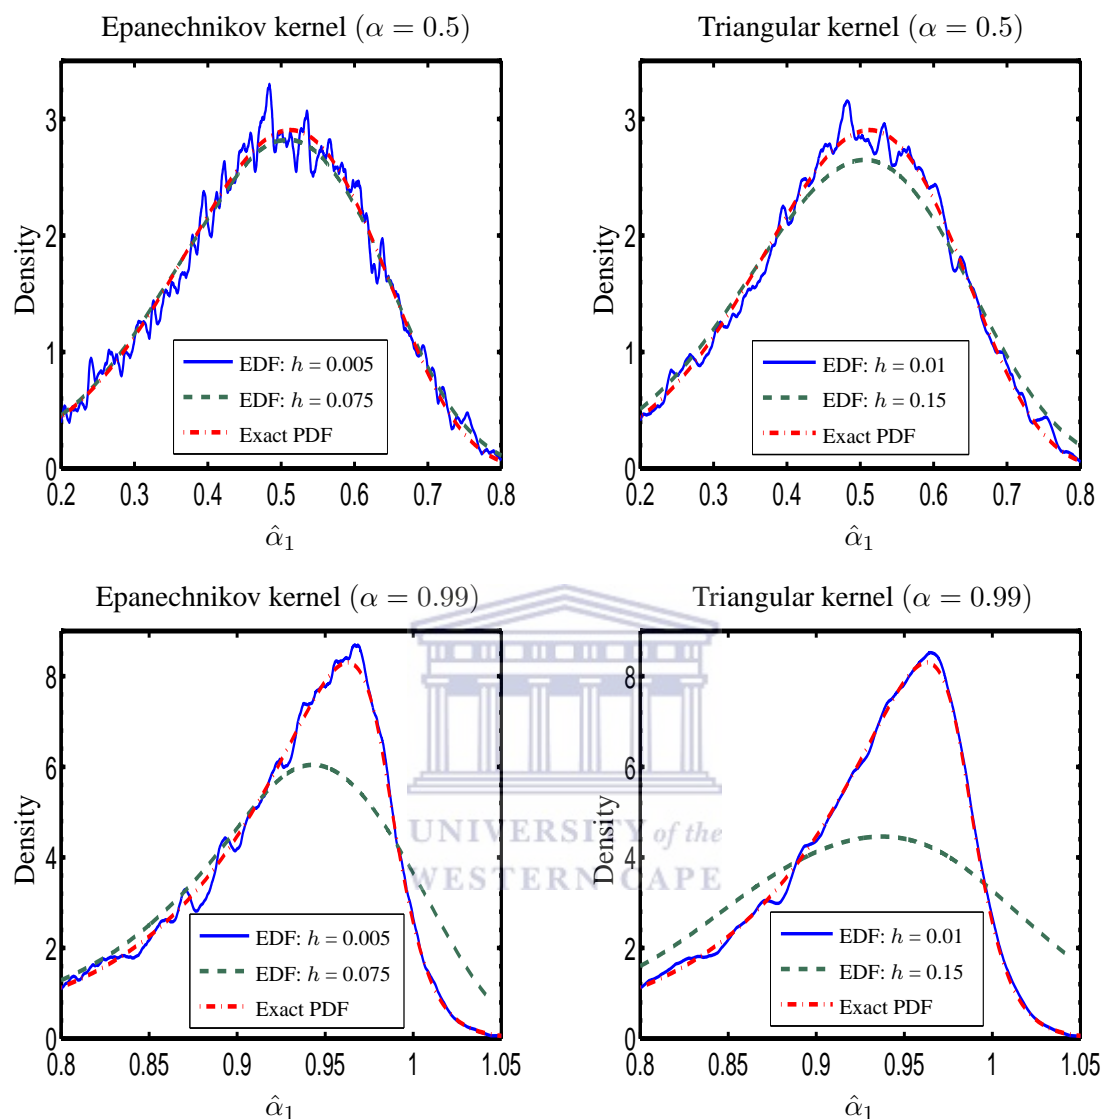 Epanechnikov kernel (α = 0.5)
Density
3
2
1
0
0.2 0.3 0.4 0.5 0.6 0.7 0.8
EDF: h = 0.005
EDF: h = 0.075
Exact PDF
α̂₁
Triangular kernel (α = 0.5)
Density
3
2
1
0
0.2 0.3 0.4 0.5 0.6 0.7 0.8
EDF: h = 0.01
EDF: h = 0.15
Exact PDF
α̂₁
Epanechnikov kernel (α = 0.99)
Density
8
6
4
2
0
0.8 0.85 0.9 0.95 1 1.05
EDF: h = 0.005
EDF: h = 0.075
Exact PDF
α̂₁
Triangular kernel (α = 0.99)
Density
8
6
4
2
0
0.8 0.85 0.9 0.95 1 1.05
EDF: h = 0.01
EDF: h = 0.15
Exact PDF
α̂₁
UNIVERSITY of the
WESTERN CAPE